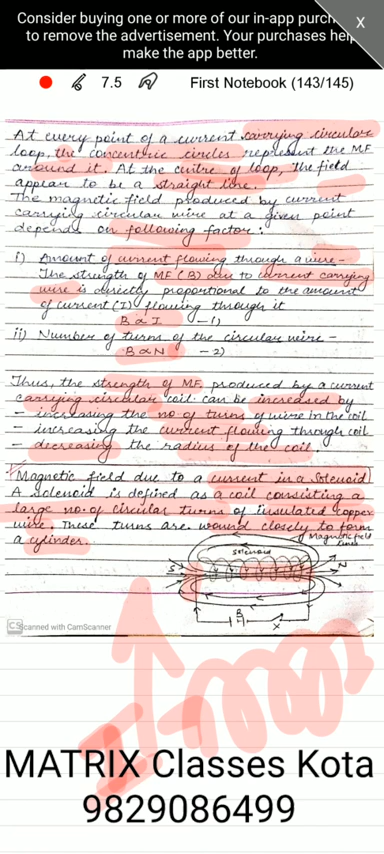 Consider buying one or more of our in-app purch
to remove the advertisement. Your purchases help
make the app better.
X
7.5
First Notebook (143/145)
At every point of a current carrying circular
loop, the concentric circles represent the MF
around it. At the centre of loop, the field
appear to be a straight line.
The magnetic field produced by current
carrying circular wire at a given point
depends on following factor:
i) Amount of current flowing through a wire-
The strength of MF (B) due to current carrying
wire is directly proportional to the amount
of current (I) flowing through it
B ∝ I -1)
ii) Number of turns of the circular wire-
B ∝ N - 2)
Thus, the strength of MF, produced by a current
carrying circular coil can be increased by
- increasing the no of turns of wire in the coil
- increasing the current flowing through coil
- decreasing the radius of the coil.
Magnetic field due to a current in a Solenoid
A solenoid is defined as a coil consisting a
large no. of circular turns of insulated copper
wire. These turns are wound closely to form
a cylinder.
Magnetic field
lines
Solenoid
S
N
B
X
CS Scanned with CamScanner
MATRIX Classes Kota
9829086499